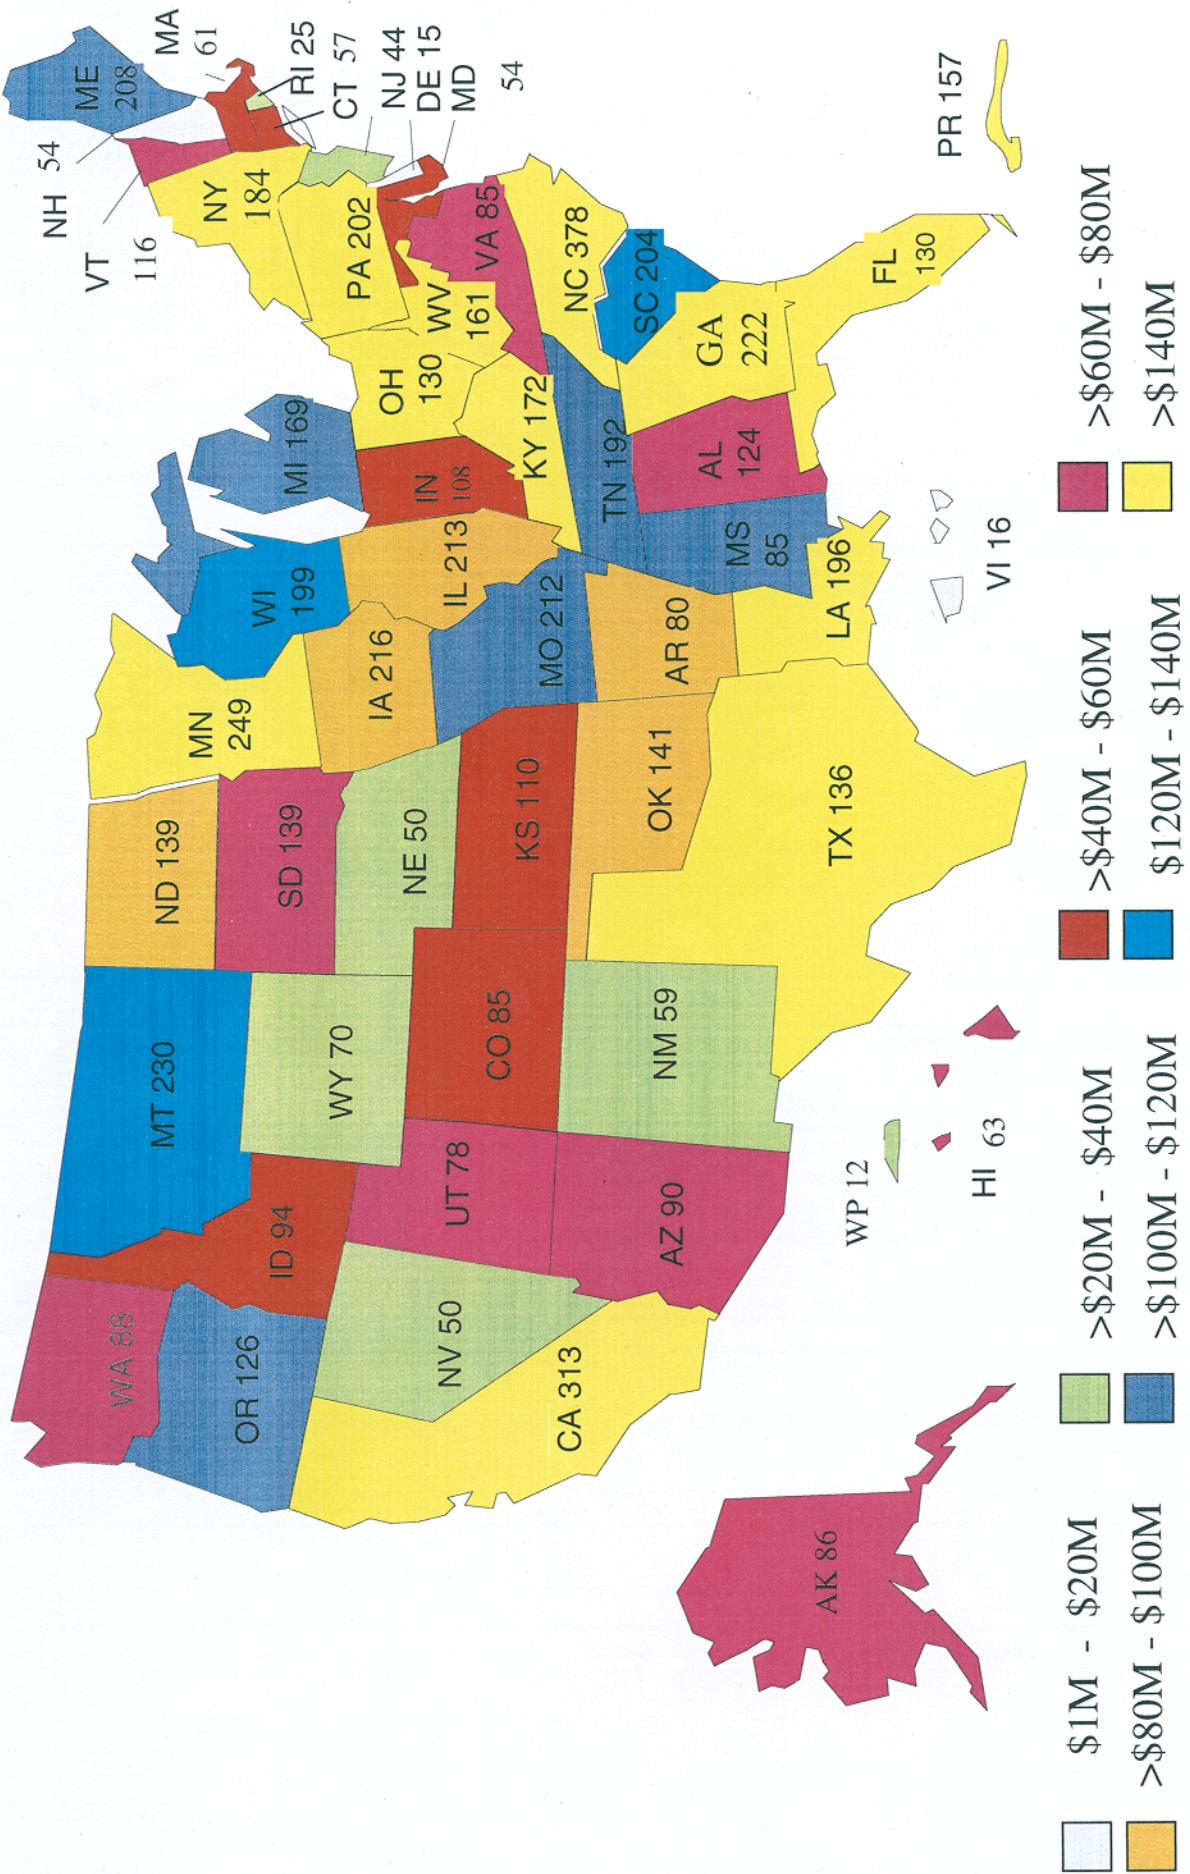 WA 88
OR 126
CA 313
NV 50
ID 94
MT 230
WY 70
UT 78
AZ 90
CO 85
NM 59
ND 139
SD 139
NE 50
KS 110
OK 141
TX 136
MN
249
IA 216
MO 212
AR 80
LA 196
WI
199
IL 213
MI 169
IN
108
OH
130
KY 172
TN 192
MS
85
AL
124
GA
222
FL
130
SC 204
NC 378
VA 85
WV
161
PA 202
NY
184
VT
116
NH 54
ME
208
MA
61
RI 25
CT 57
NJ 44
DE 15
MD
54
AK 86
WP 12
HI 63
VI 16
PR 157
$1M - $20M
>$20M - $40M
>$40M - $60M
>$60M - $80M
>$80M - $100M
>$100M - $120M
$120M - $140M
>$140M